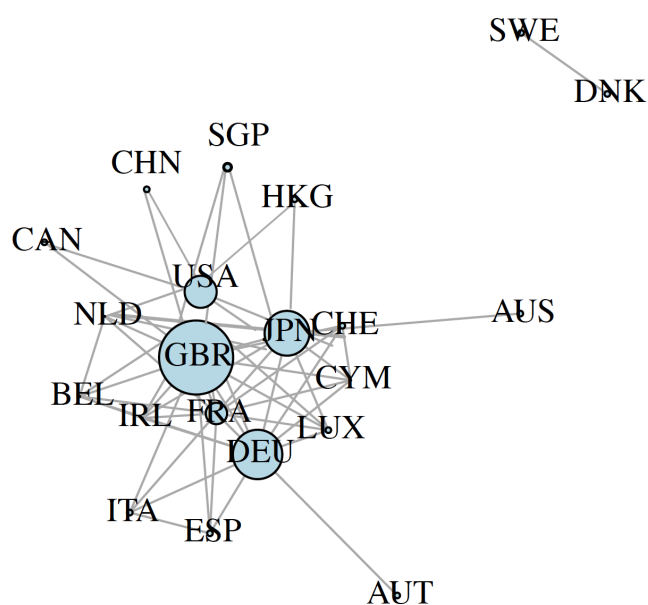 SWE
DNK
SGP
CHN
HKG
CAN
USA
NLD
JPN
CHE
AUS
GBR
CYM
BEL
IRL
FRA
LUX
DEU
ITA
ESP
AUT